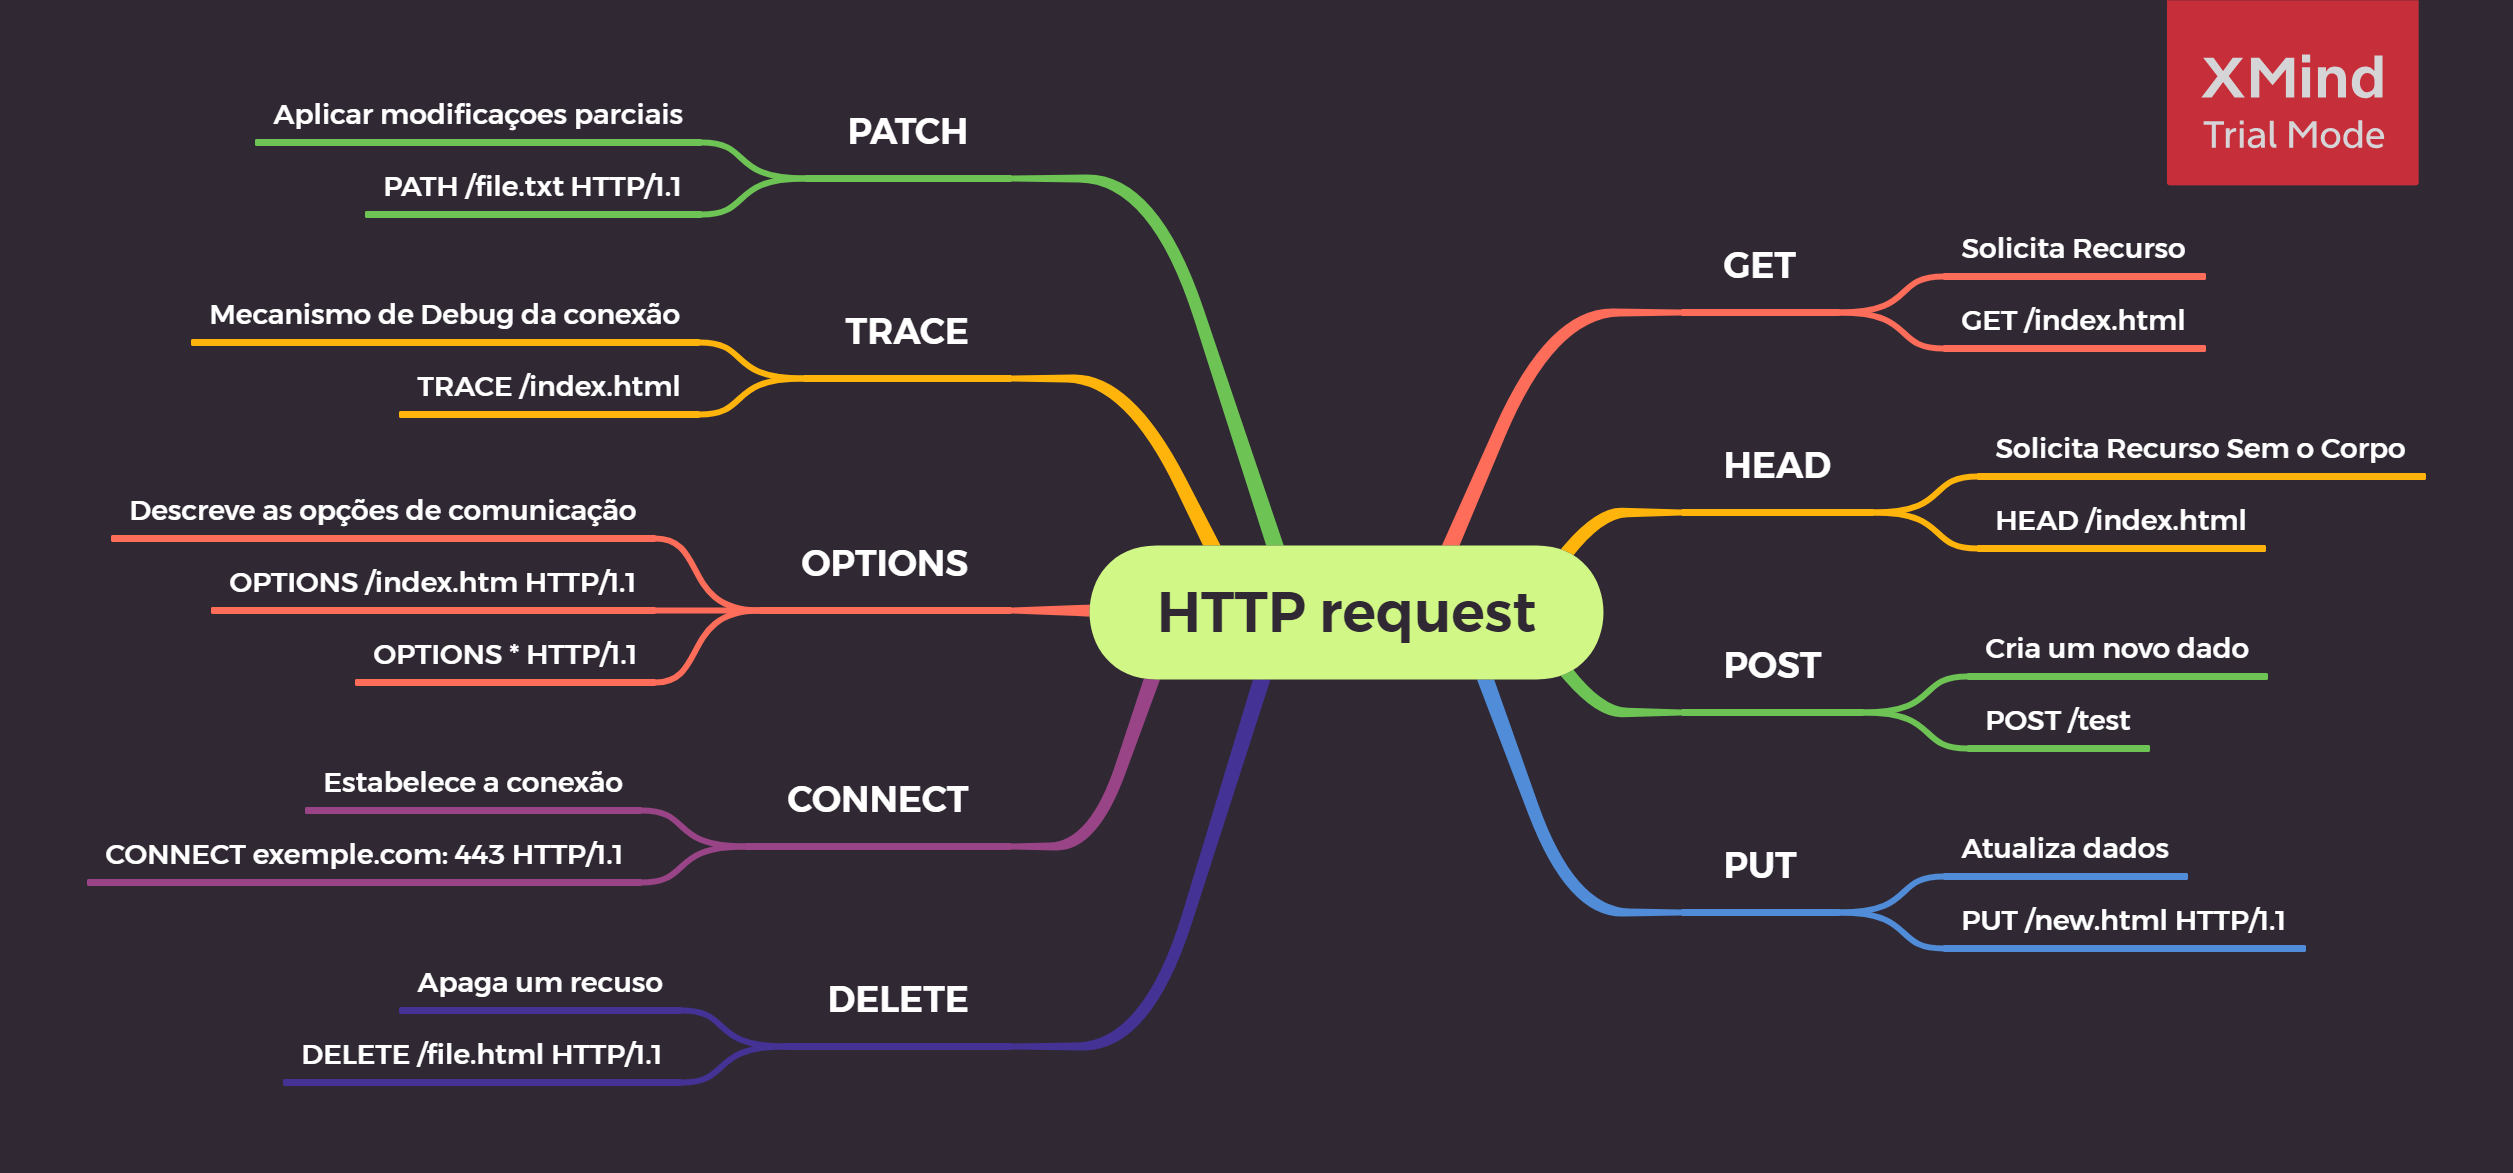 XMind
Trial Mode
HTTP request
GET
Solicita Recurso
GET /index.html
HEAD
Solicita Recurso Sem o Corpo
HEAD /index.html
POST
Cria um novo dado
POST /test
PUT
Atualiza dados
PUT /new.html HTTP/1.1
PATCH
Aplicar modificaçoes parciais
PATH /file.txt HTTP/1.1
TRACE
Mecanismo de Debug da conexão
TRACE /index.html
OPTIONS
Descreve as opções de comunicação
OPTIONS /index.htm HTTP/1.1
OPTIONS * HTTP/1.1
CONNECT
Estabelece a conexão
CONNECT exemple.com: 443 HTTP/1.1
DELETE
Apaga um recuso
DELETE /file.html HTTP/1.1